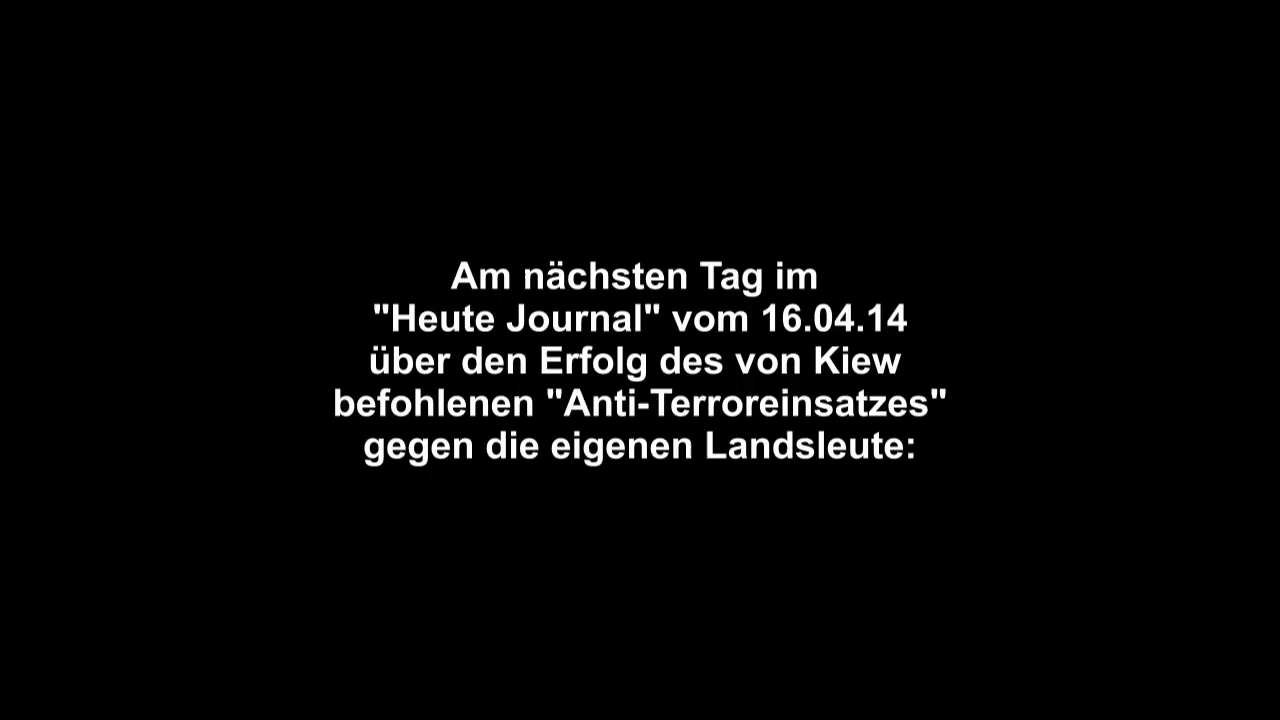 Am nächsten Tag im
"Heute Journal" vom 16.04.14
über den Erfolg des von Kiew
befohlenen "Anti-Terroreinsatzes"
gegen die eigenen Landsleute: